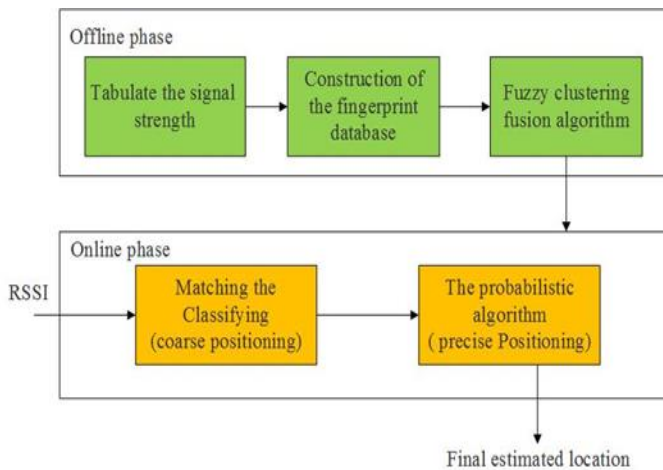 Offline phase
Tabulate the signal
strength
Construction of
the fingerprint
database
Fuzzy clustering
fusion algorithm
Online phase
RSSI
Matching the
Classifying
(coarse positioning)
The probabilistic
algorithm
( precise Positioning)
Final estimated location